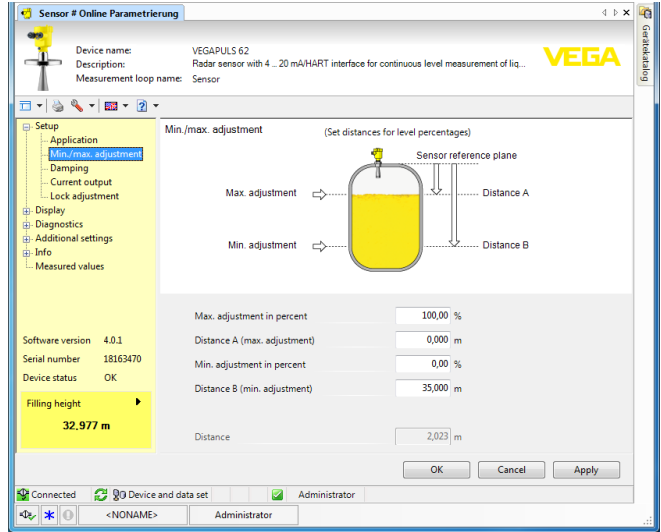 Sensor # Online Parametrierung
Gerätekatalog
Device name: VEGAPULS 62
Description: Radar sensor with 4 .. 20 mA/HART interface for continuous level measurement of liq...
Measurement loop name: Sensor
VEGA
Setup
Application
Min./max. adjustment
Damping
Current output
Lock adjustment
Display
Diagnostics
Additional settings
Info
Measured values
Software version 4.0.1
Serial number 18163470
Device status OK
Filling height
32,977 m
Min./max. adjustment
(Set distances for level percentages)
Sensor reference plane
Max. adjustment
Distance A
Min. adjustment
Distance B
Max. adjustment in percent 100,00 %
Distance A (max. adjustment) 0,000 m
Min. adjustment in percent 0,00 %
Distance B (min. adjustment) 35,000 m
Distance 2,023 m
OK Cancel Apply
Connected Device and data set Administrator
<NONAME> Administrator